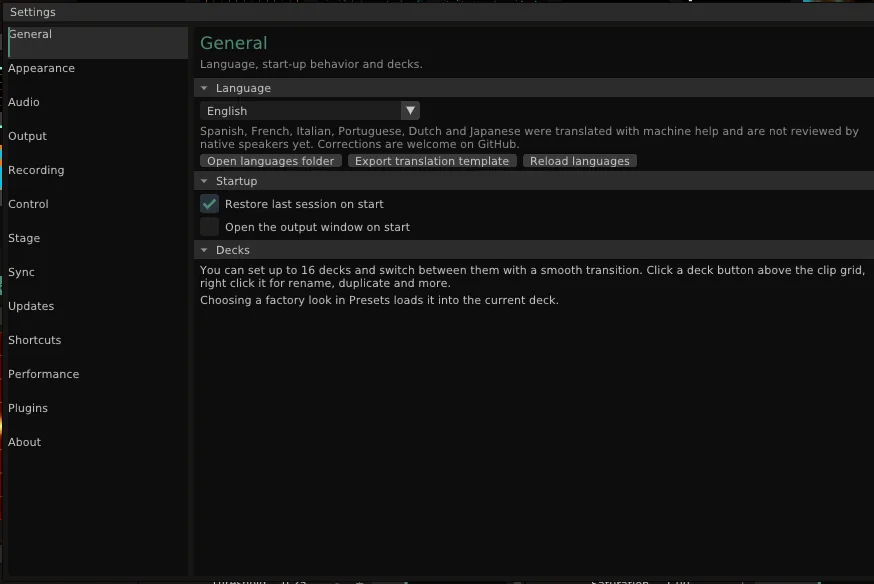 Settings
General
Appearance
Audio
Output
Recording
Control
Stage
Sync
Updates
Shortcuts
Performance
Plugins
About
General
Language, start-up behavior and decks.
Language
English
Spanish, French, Italian, Portuguese, Dutch and Japanese were translated with machine help and are not reviewed by
native speakers yet. Corrections are welcome on GitHub.
Open languages folder Export translation template Reload languages
Startup
Restore last session on start
Open the output window on start
Decks
You can set up to 16 decks and switch between them with a smooth transition. Click a deck button above the clip grid,
right click it for rename, duplicate and more.
Choosing a factory look in Presets loads it into the current deck.